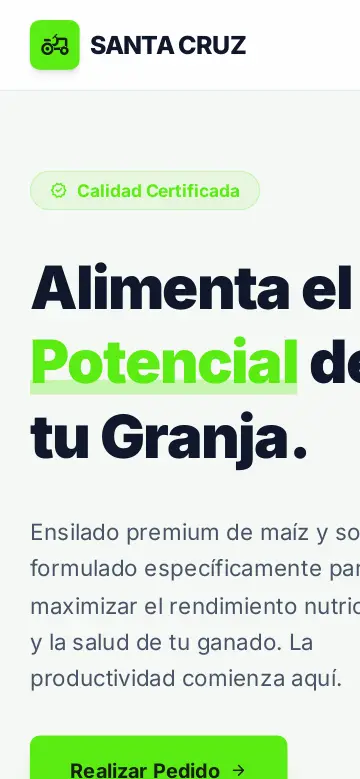 SANTA CRUZ
Calidad Certificada
Alimenta el
Potencial de
tu Granja.
Ensilado premium de maíz y so
formulado específicamente par
maximizar el rendimiento nutric
y la salud de tu ganado. La
productividad comienza aquí.
Realizar Pedido →